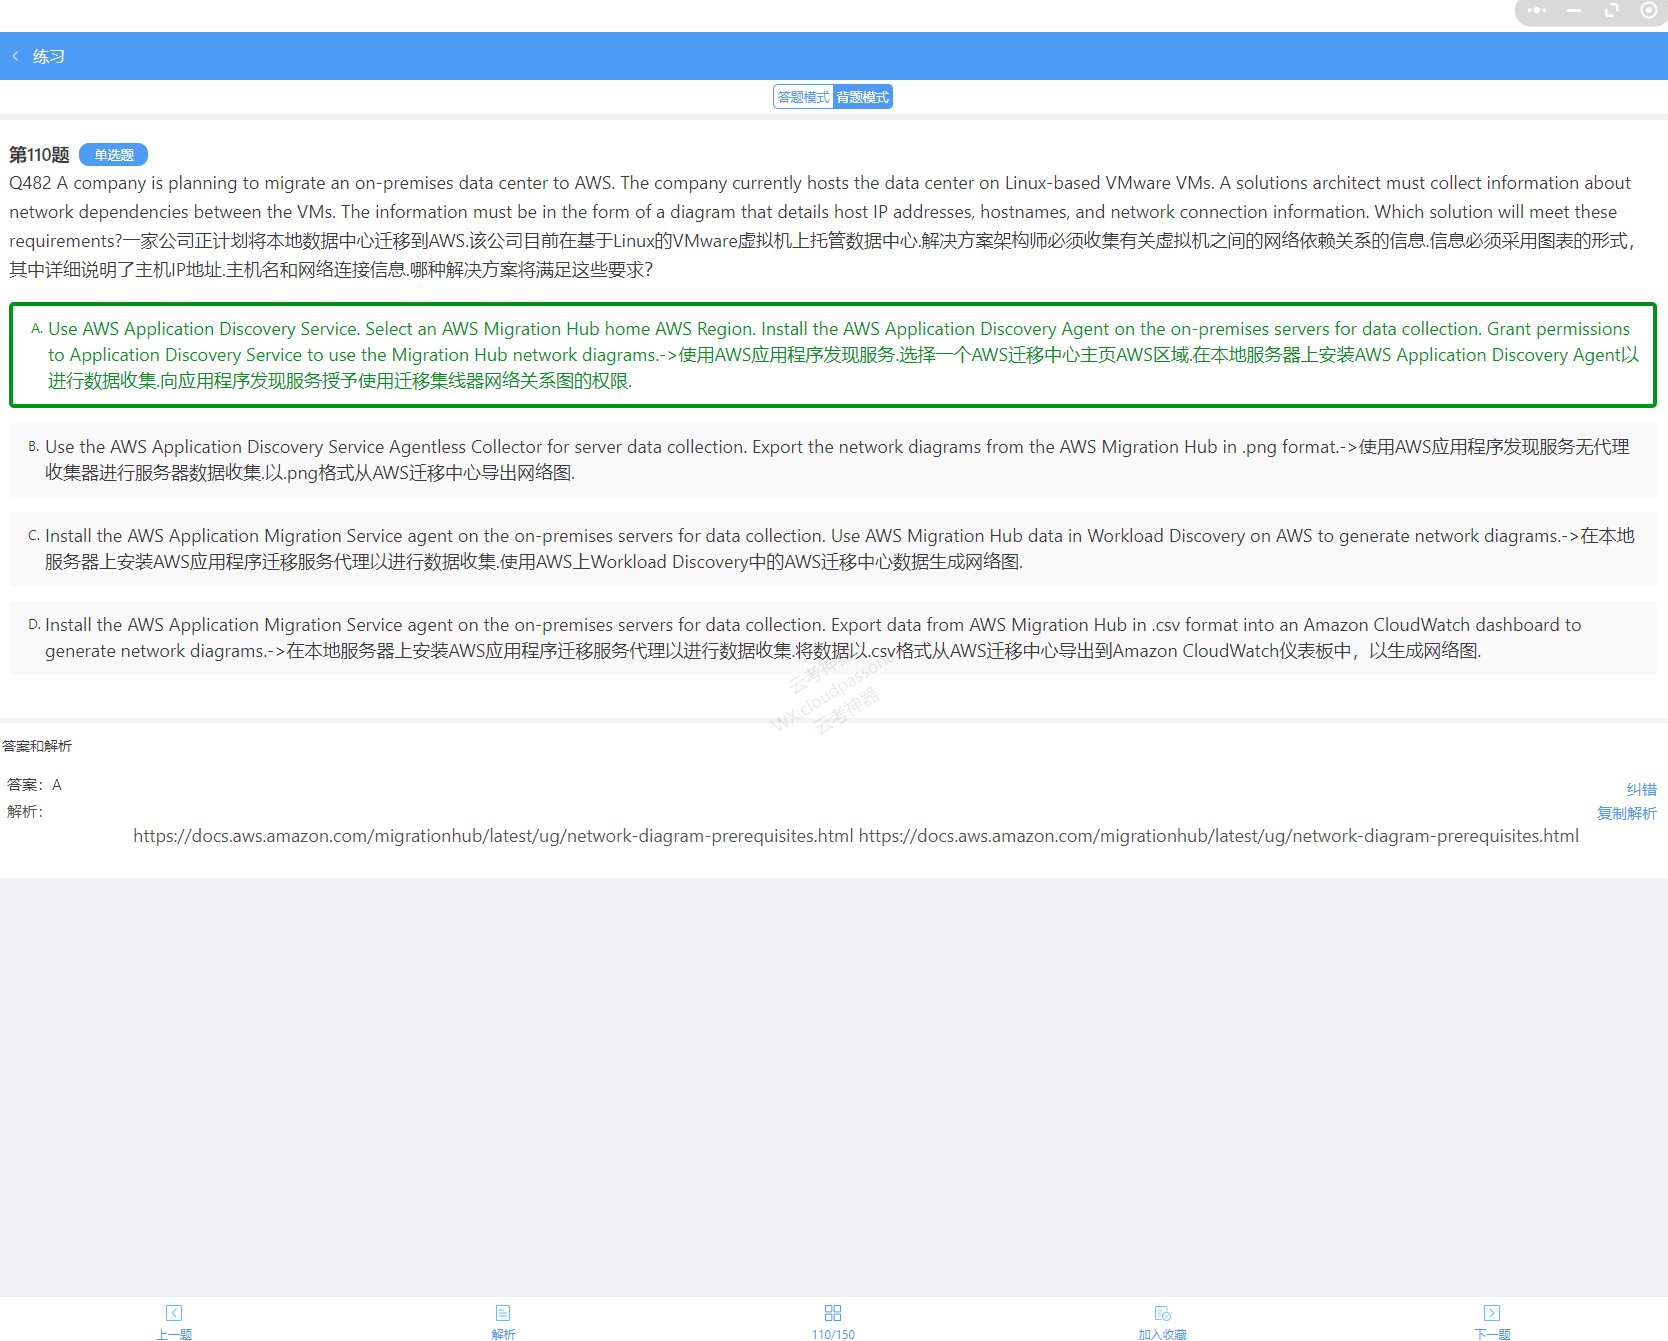 练习
答题模式 背题模式
第110题 单选题
Q482 A company is planning to migrate an on-premises data center to AWS. The company currently hosts the data center on Linux-based VMware VMs. A solutions architect must collect information about
network dependencies between the VMs. The information must be in the form of a diagram that details host IP addresses, hostnames, and network connection information. Which solution will meet these
requirements?一家公司正计划将本地数据中心迁移到AWS.该公司目前在基于Linux的VMware虚拟机上托管数据中心.解决方案架构师必须收集有关虚拟机之间的网络依赖关系的信息.信息必须采用图表的形式，
其中详细说明了主机IP地址.主机名和网络连接信息.哪种解决方案将满足这些要求?
A. Use AWS Application Discovery Service. Select an AWS Migration Hub home AWS Region. Install the AWS Application Discovery Agent on the on-premises servers for data collection. Grant permissions
to Application Discovery Service to use the Migration Hub network diagrams.->使用AWS应用程序发现服务.选择一个AWS迁移中心主页AWS区域.在本地服务器上安装AWS Application Discovery Agent以
进行数据收集.向应用程序发现服务授予使用迁移集线器网络关系图的权限.
B. Use the AWS Application Discovery Service Agentless Collector for server data collection. Export the network diagrams from the AWS Migration Hub in .png format.->使用AWS应用程序发现服务无代理
收集器进行服务器数据收集.以.png格式从AWS迁移中心导出网络图.
C. Install the AWS Application Migration Service agent on the on-premises servers for data collection. Use AWS Migration Hub data in Workload Discovery on AWS to generate network diagrams.->在本地
服务器上安装AWS应用程序迁移服务代理以进行数据收集.使用AWS上Workload Discovery中的AWS迁移中心数据生成网络图.
D. Install the AWS Application Migration Service agent on the on-premises servers for data collection. Export data from AWS Migration Hub in .csv format into an Amazon CloudWatch dashboard to
generate network diagrams.->在本地服务器上安装AWS应用程序迁移服务代理以进行数据收集.将数据以.csv格式从AWS迁移中心导出到Amazon CloudWatch仪表板中，以生成网络图.
云考神器
WX:cloudpassone
云考神器
答案和解析
答案：A
纠错
解析：
复制解析
https://docs.aws.amazon.com/migrationhub/latest/ug/network-diagram-prerequisites.html https://docs.aws.amazon.com/migrationhub/latest/ug/network-diagram-prerequisites.html
上一题 解析 110/150 加入收藏 下一题